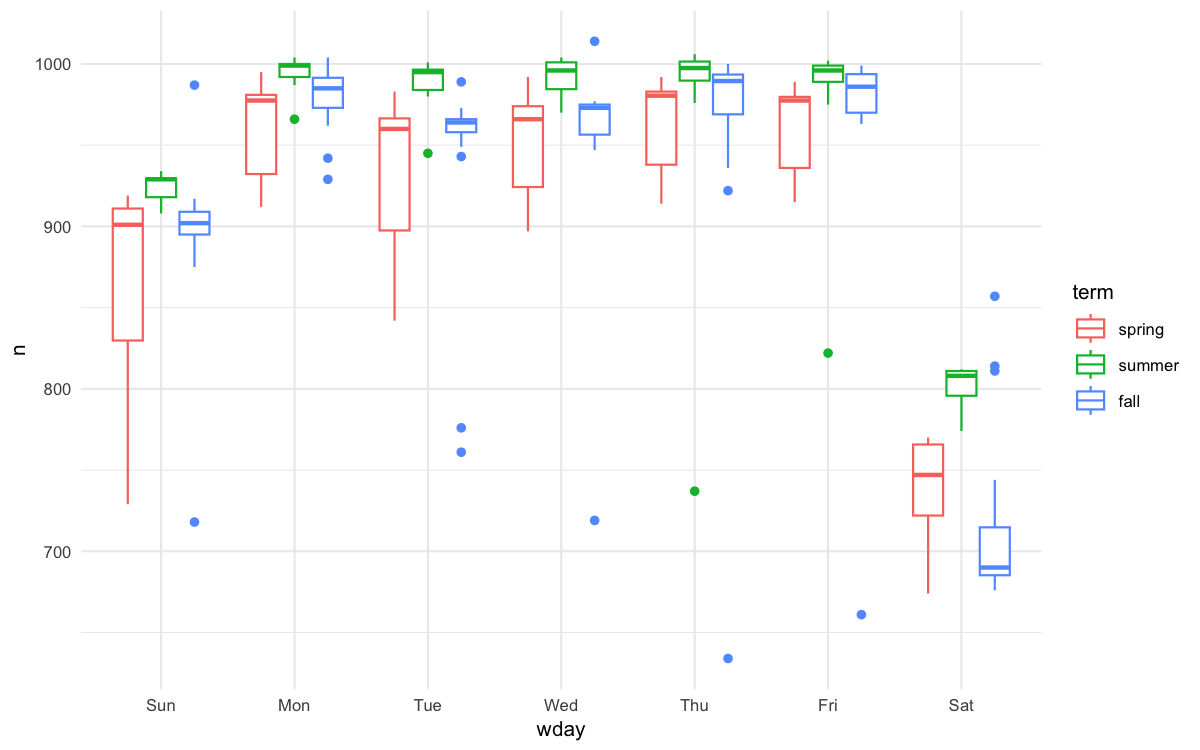 1000
900
800
700
n
Sun Mon Tue Wed Thu Fri Sat
wday
term
spring
summer
fall